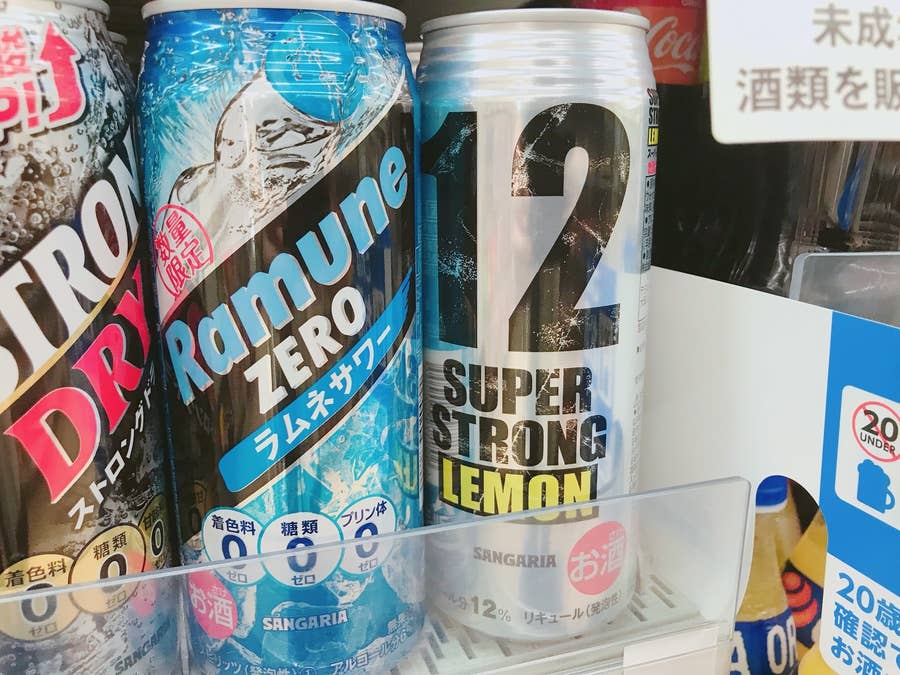 STRONG
DRY
ストロングド
着色料
0
ゼロ
糖類
0
ゼロ
数量
限定
Ramune
ZERO
ラムネサワー
着色料
0
ゼロ
糖類
0
ゼロ
プリン体
0
ゼロ
お酒
SANGARIA
12
SUPER
STRONG
LEMON
SANGARIA
お酒
12%
リキュール(発泡性)
Coca
未成
酒類を販
20
UNDER
20歳
確認
お酒